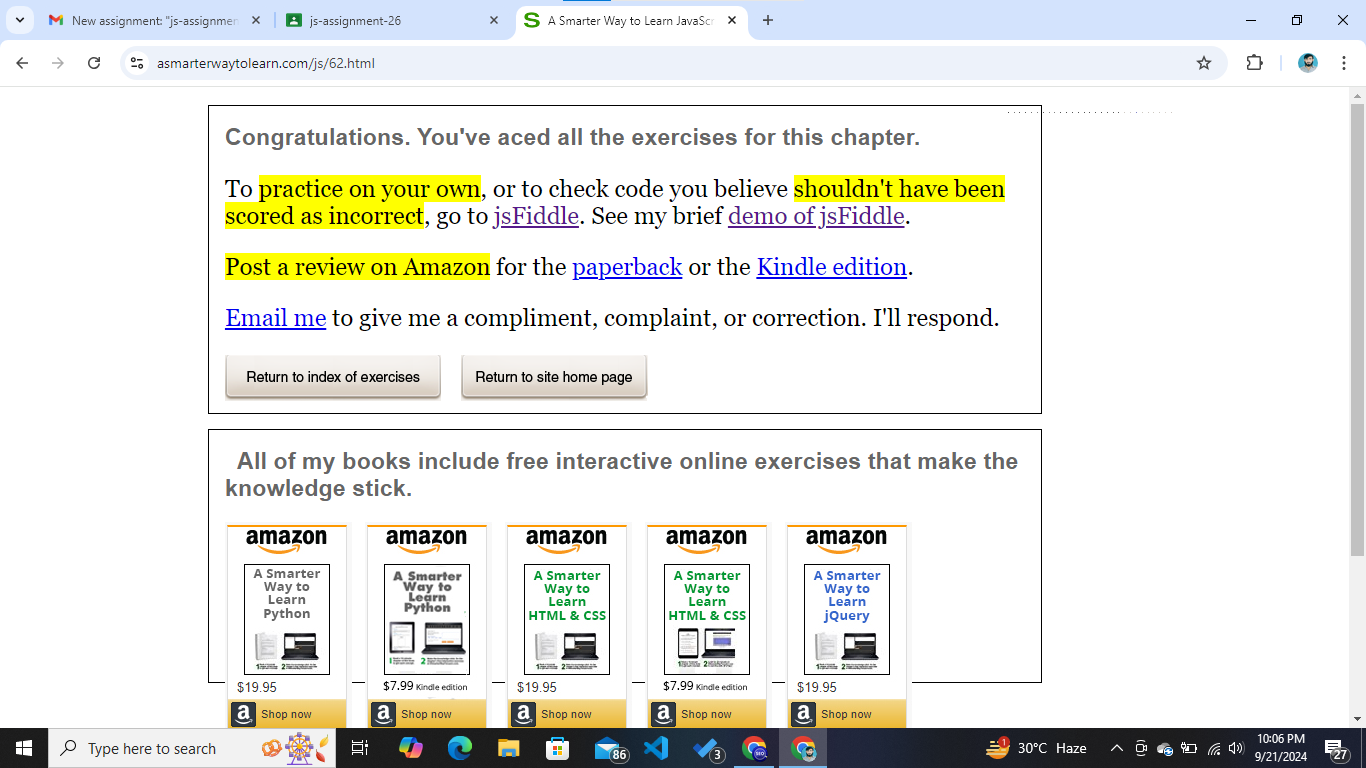 New assignment: "js-assignmen
js-assignment-26
A Smarter Way to Learn JavaScr
asmarterwaytolearn.com/js/62.html
Congratulations. You've aced all the exercises for this chapter.
To practice on your own, or to check code you believe shouldn't have been
scored as incorrect, go to jsFiddle. See my brief demo of jsFiddle.
Post a review on Amazon for the paperback or the Kindle edition.
Email me to give me a compliment, complaint, or correction. I'll respond.
Return to index of exercises
Return to site home page
All of my books include free interactive online exercises that make the
knowledge stick.
amazon
A Smarter
Way to
Learn
Python
$19.95
Shop now
amazon
A Smarter
Way to
Learn
Python
$7.99 Kindle edition
Shop now
amazon
A Smarter
Way to
Learn
HTML & CSS
$19.95
Shop now
amazon
A Smarter
Way to
Learn
HTML & CSS
$7.99 Kindle edition
Shop now
amazon
A Smarter
Way to
Learn
jQuery
$19.95
Shop now
Type here to search
86
3
1
30°C Haze
10:06 PM
9/21/2024
27